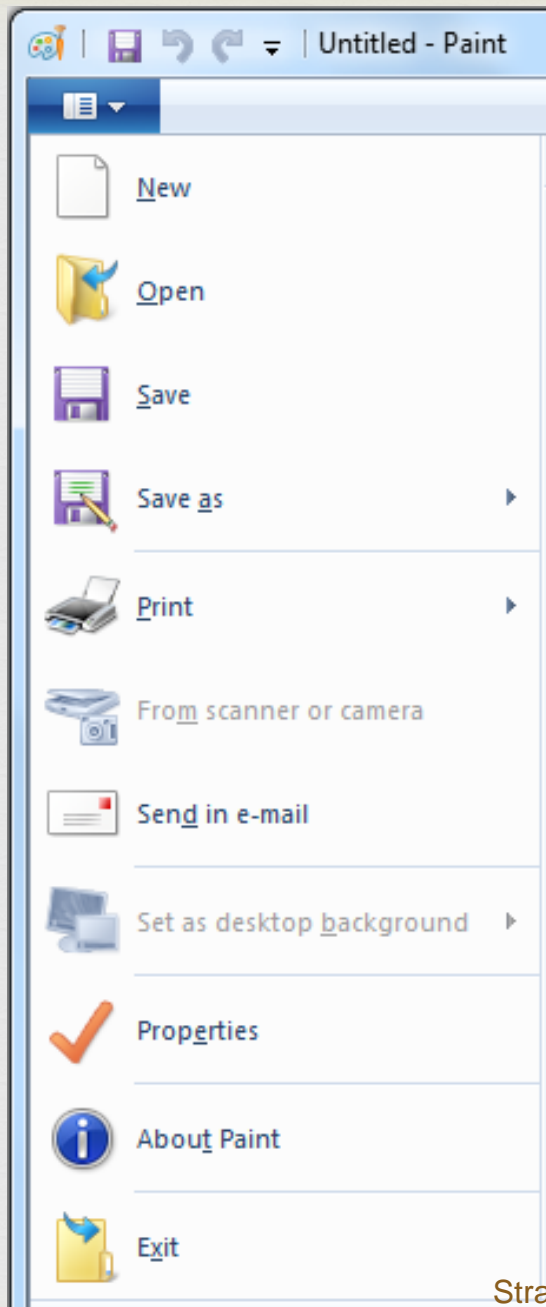 Untitled - Paint
New
Open
Save
Save as
Print
From scanner or camera
Send in e-mail
Set as desktop background
Properties
About Paint
Exit
Stra